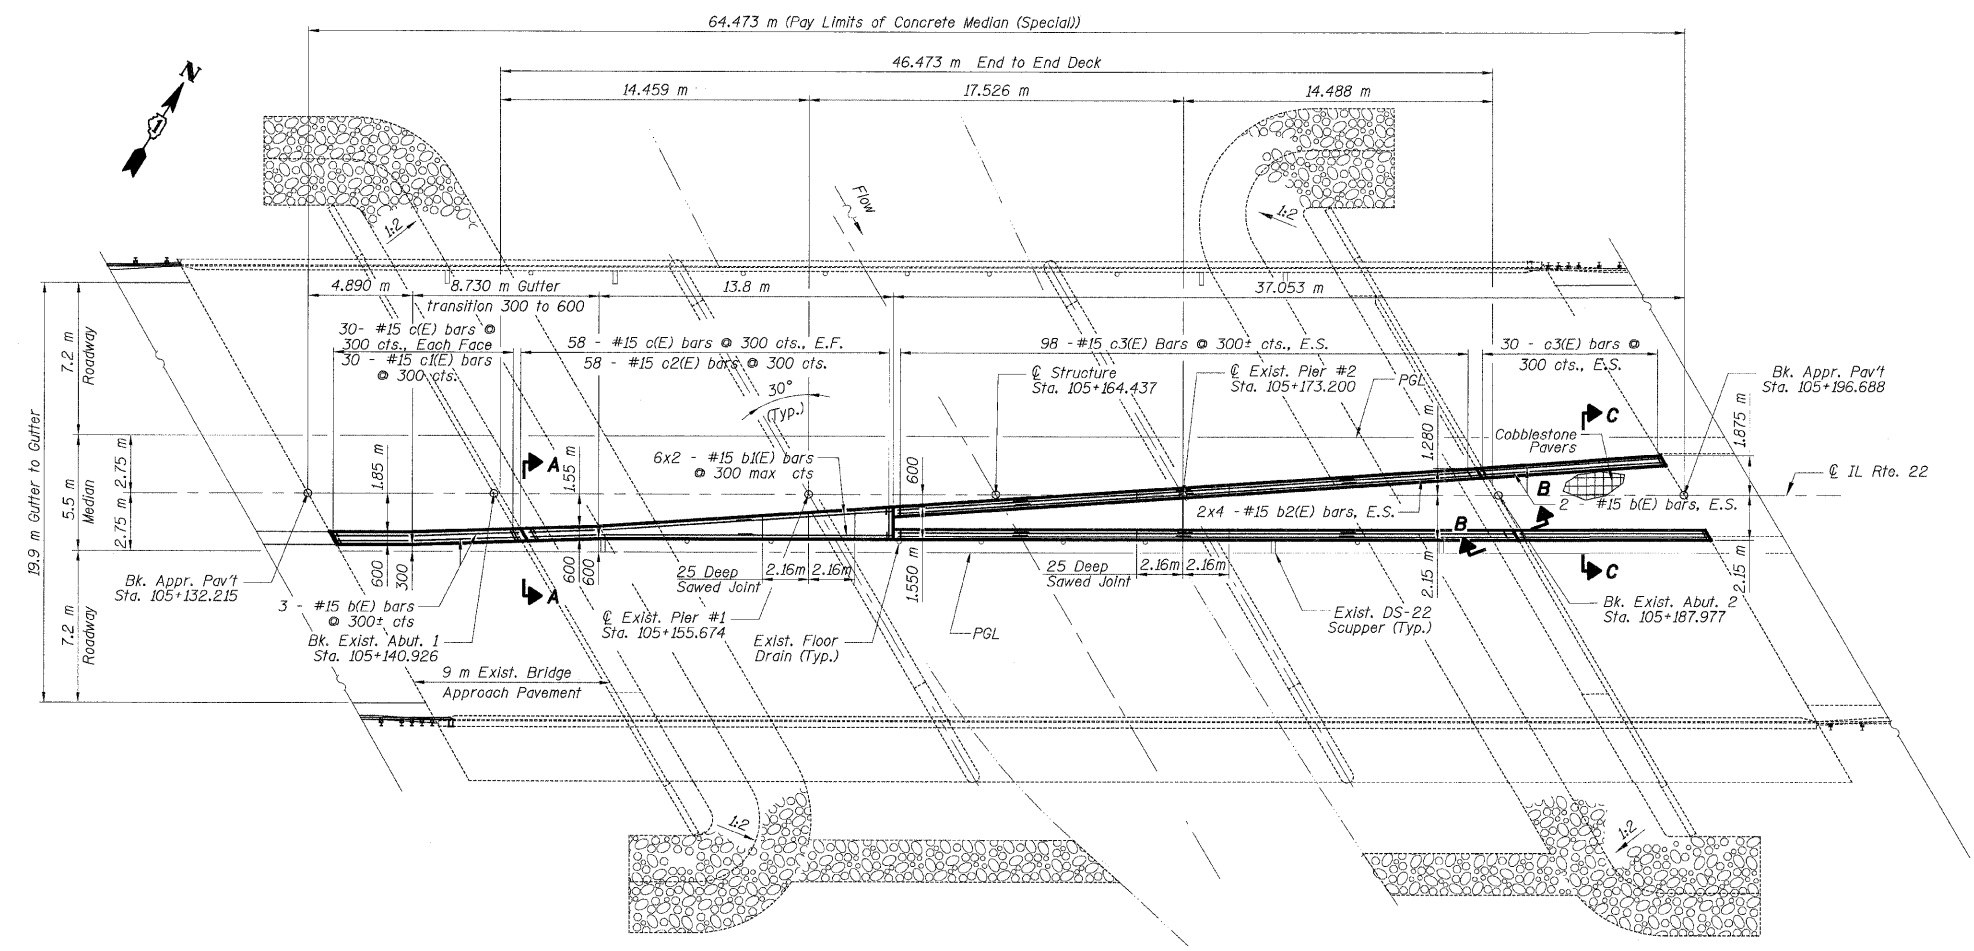 64.473 m (Pay Limits of Concrete Median (Special))
46.473 m End to End Deck
14.459 m
17.526 m
14.488 m
N
1
Flow
1:2
1:2
4.890 m
8.730 m Gutter
transition 300 to 600
13.8 m
37.053 m
30- #15 c(E) bars @
300 cts., Each Face
30 - #15 c1(E) bars
@ 300 cts.
58 - #15 c(E) bars @ 300 cts., E.F.
58 - #15 c2(E) bars @ 300 cts.
98 -#15 c3(E) Bars @ 300± cts., E.S.
30 - c3(E) bars @
300 cts., E.S.
30°
(Typ.)
℄ Structure
Sta. 105+164.437
℄ Exist. Pier #2
Sta. 105+173.200
PGL
Bk. Appr. Pav't
Sta. 105+196.688
19.9 m Gutter to Gutter
7.2 m
Roadway
2.75 m
5.5 m
Median
2.75 m
7.2 m
Roadway
1.85 m
A
1.55 m
6x2 - #15 b1(E) bars
@ 300 max cts
600
1.280 m
C
Cobblestone
Pavers
1.875 m
℄ IL Rte. 22
B
2x4 -#15 b2(E) bars, E.S.
B
2 - #15 b(E) bars, E.S.
Bk. Appr. Pav't
Sta. 105+132.215
600
300
600
600
A
25 Deep
Sawed Joint
2.16m
2.16m
1.550 m
25 Deep
Sawed Joint
2.16m
2.16m
2.15 m
C
2.15 m
3 - #15 b(E) bars
@ 300± cts
Bk. Exist. Abut. 1
Sta. 105+140.926
℄ Exist. Pier #1
Sta. 105+155.674
Exist. Floor
Drain (Typ.)
PGL
Exist. DS-22
Scupper (Typ.)
Bk. Exist. Abut. 2
Sta. 105+187.977
9 m Exist. Bridge
Approach Pavement
1:2
1:2